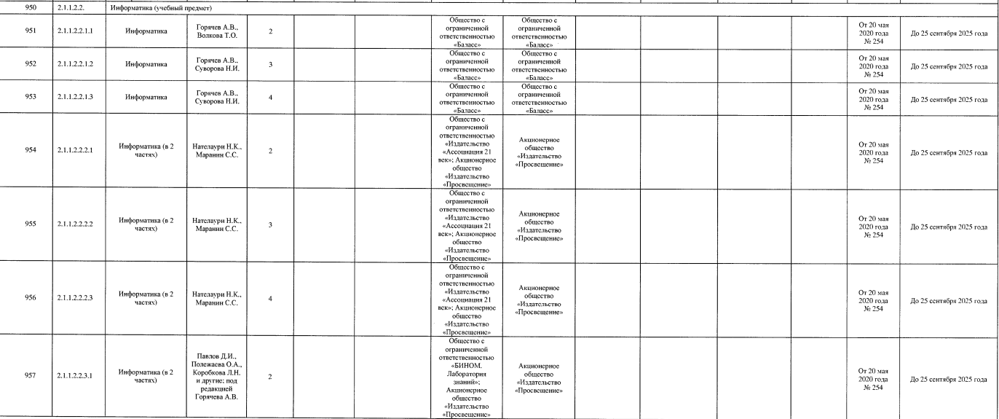 950 2.1.1.2.2. Информатика (учебный предмет)
951 2.1.1.2.2.1.1 Информатика Горячев А.В., Волкова Т.О. 2 Общество с ограниченной ответственностью «Баласс» Общество с ограниченной ответственностью «Баласс» От 20 мая 2020 года № 254 До 25 сентября 2025 года
952 2.1.1.2.2.1.2 Информатика Горячев А.В., Суворова Н.И. 3 Общество с ограниченной ответственностью «Баласс» Общество с ограниченной ответственностью «Баласс» От 20 мая 2020 года № 254 До 25 сентября 2025 года
953 2.1.1.2.2.1.3 Информатика Горячев А.В., Суворова Н.И. 4 Общество с ограниченной ответственностью «Баласс» Общество с ограниченной ответственностью «Баласс» От 20 мая 2020 года № 254 До 25 сентября 2025 года
954 2.1.1.2.2.2.1 Информатика (в 2 частях) Нателаури Н.К., Маранин С.С. 2 Общество с ограниченной ответственностью «Издательство «Ассоциация 21 век»; Акционерное общество «Издательство «Просвещение» Акционерное общество «Издательство «Просвещение» От 20 мая 2020 года № 254 До 25 сентября 2025 года
955 2.1.1.2.2.2.2 Информатика (в 2 частях) Нателаури Н.К., Маранин С.С. 3 Общество с ограниченной ответственностью «Издательство «Ассоциация 21 век»; Акционерное общество «Издательство «Просвещение» Акционерное общество «Издательство «Просвещение» От 20 мая 2020 года № 254 До 25 сентября 2025 года
956 2.1.1.2.2.2.3 Информатика (в 2 частях) Нателаури Н.К., Маранин С.С. 4 Общество с ограниченной ответственностью «Издательство «Ассоциация 21 век»; Акционерное общество «Издательство «Просвещение» Акционерное общество «Издательство «Просвещение» От 20 мая 2020 года № 254 До 25 сентября 2025 года
957 2.1.1.2.2.3.1 Информатика (в 2 частях) Павлов Д.И., Полежаева О.А., Коробкова Л.Н. и другие; под редакцией Горячева А.В. 2 Общество с ограниченной ответственностью «БИНОМ. Лаборатория знаний»; Акционерное общество «Издательство «Просвещение» Акционерное общество «Издательство «Просвещение» От 20 мая 2020 года № 254 До 25 сентября 2025 года